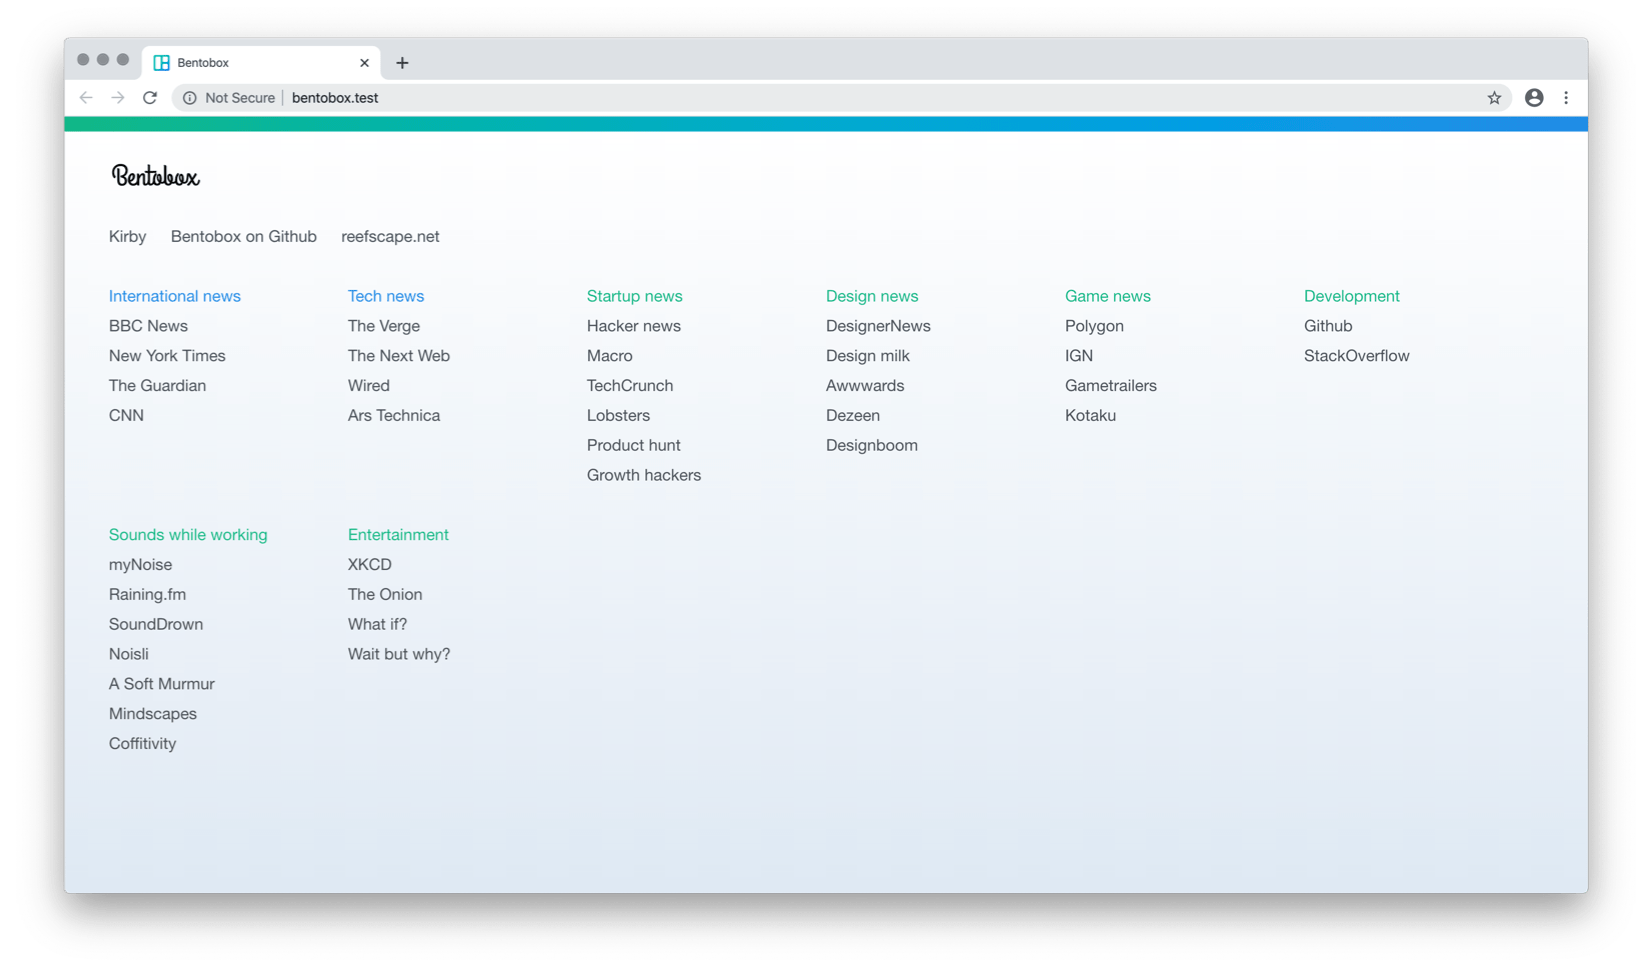 Bentobox
Not Secure | bentobox.test
Bentobox
Kirby Bentobox on Github reefscape.net
International news
BBC News
New York Times
The Guardian
CNN
Tech news
The Verge
The Next Web
Wired
Ars Technica
Startup news
Hacker news
Macro
TechCrunch
Lobsters
Product hunt
Growth hackers
Design news
DesignerNews
Design milk
Awwwards
Dezeen
Designboom
Game news
Polygon
IGN
Gametrailers
Kotaku
Development
Github
StackOverflow
Sounds while working
myNoise
Raining.fm
SoundDrown
Noisli
A Soft Murmur
Mindscapes
Coffitivity
Entertainment
XKCD
The Onion
What if?
Wait but why?